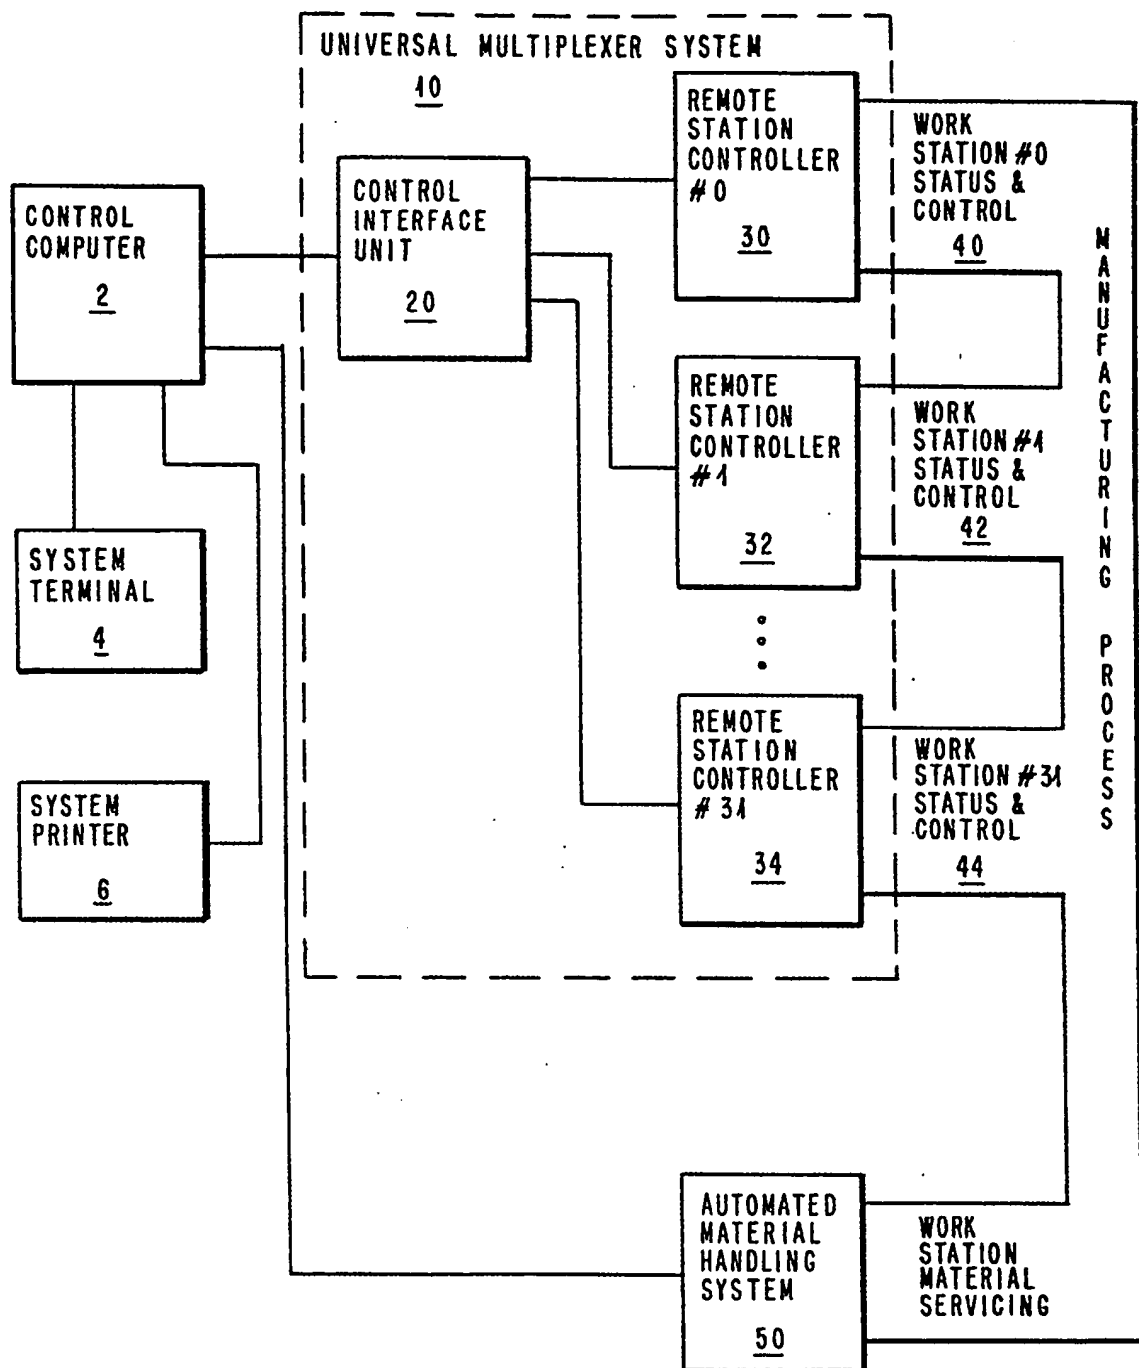 UNIVERSAL MULTIPLEXER SYSTEM
10
CONTROL
COMPUTER
2
SYSTEM
TERMINAL
4
SYSTEM
PRINTER
6
CONTROL
INTERFACE
UNIT
20
REMOTE
STATION
CONTROLLER
#0
30
REMOTE
STATION
CONTROLLER
#1
32
REMOTE
STATION
CONTROLLER
#31
34
WORK
STATION #0
STATUS &
CONTROL
40
WORK
STATION #1
STATUS &
CONTROL
42
WORK
STATION #31
STATUS &
CONTROL
44
MANUFACTURING PROCESS
AUTOMATED
MATERIAL
HANDLING
SYSTEM
50
WORK
STATION
MATERIAL
SERVICING